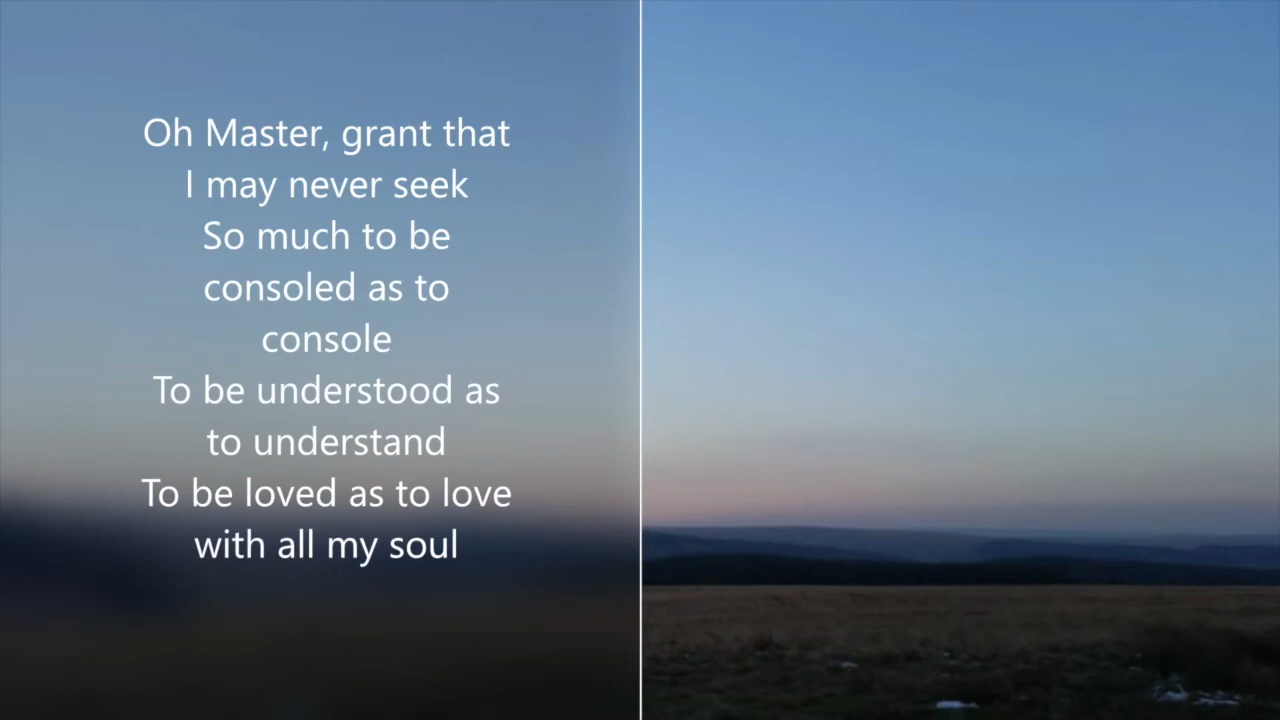 Oh Master, grant that
I may never seek
So much to be
consoled as to
console
To be understood as
to understand
To be loved as to love
with all my soul